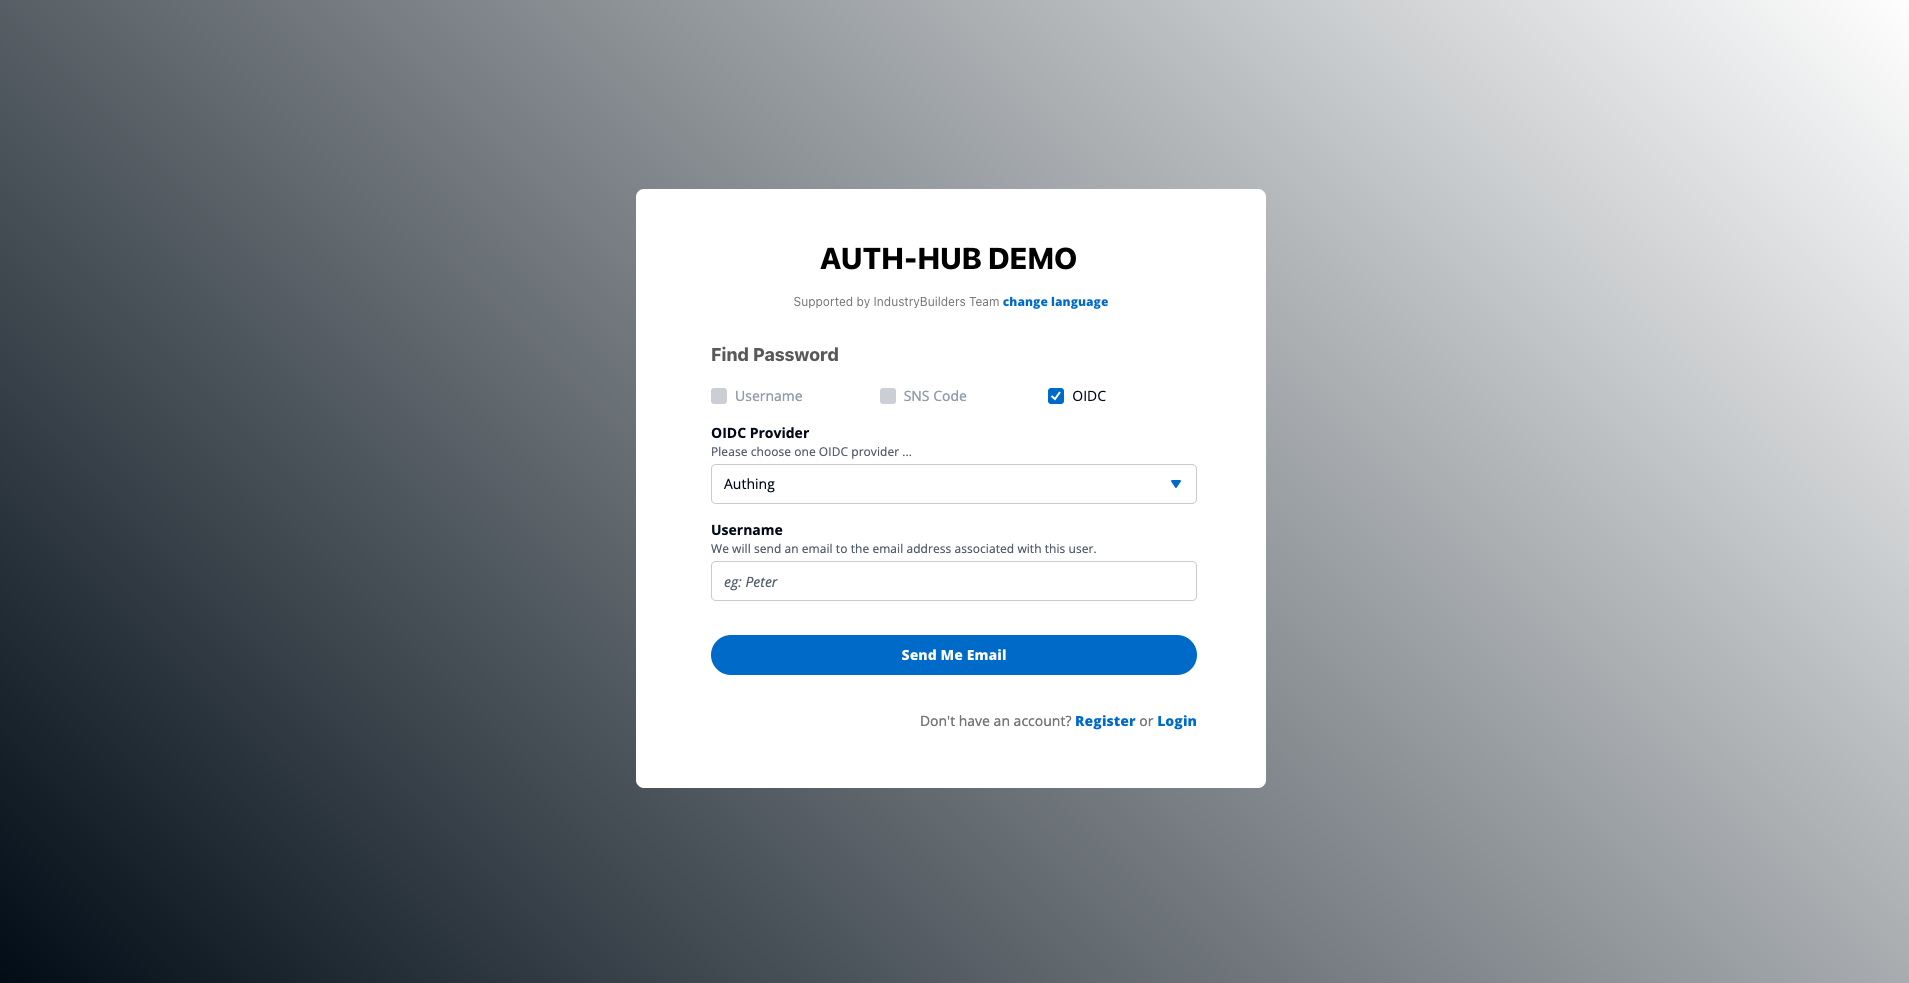 AUTH-HUB DEMO
Supported by IndustryBuilders Team change language
Find Password
Username SNS Code OIDC
OIDC Provider
Please choose one OIDC provider ...
Authing
Username
We will send an email to the email address associated with this user.
eg: Peter
Send Me Email
Don't have an account? Register or Login